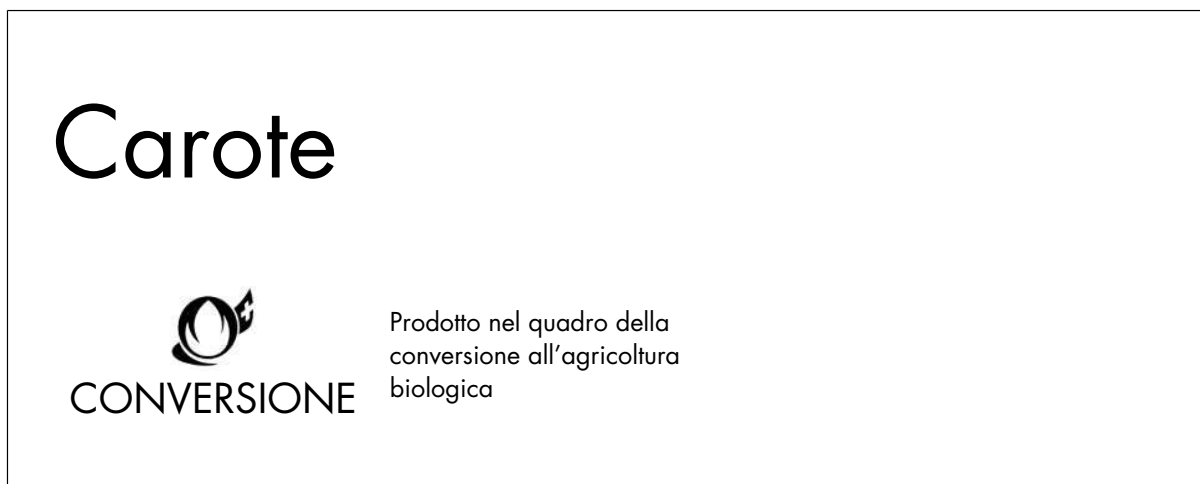 Carote
CONVERSIONE
Prodotto nel quadro della
conversione all’agricoltura
biologica